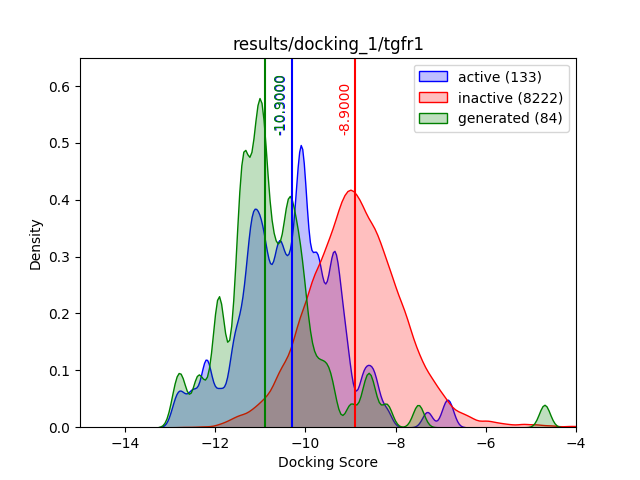 results/docking_1/tgfr1
active (133)
inactive (8222)
generated (84)
-10.9000
-8.9000
Density
0.0
0.1
0.2
0.3
0.4
0.5
0.6
−14
−12
−10
−8
−6
−4
Docking Score